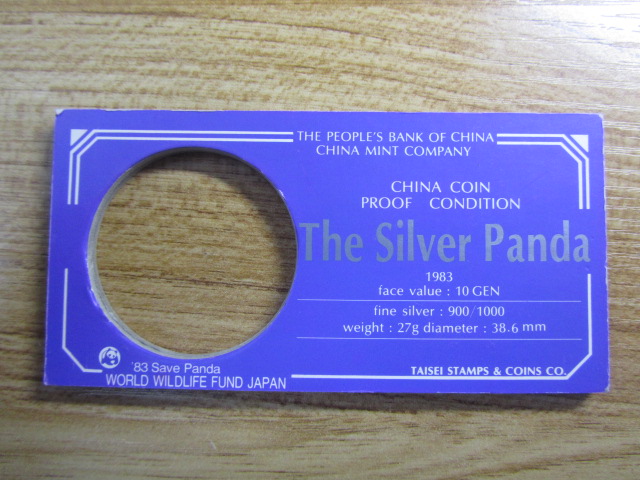 THE PEOPLE'S BANK OF CHINA
CHINA MINT COMPANY
CHINA COIN
PROOF CONDITION
The Silver Panda
1983
face value : 10 GEN
fine silver : 900/1000
weight : 27g diameter : 38.6 mm
'83 Save Panda
WORLD WILDLIFE FUND JAPAN
TAISEI STAMPS & COINS CO.